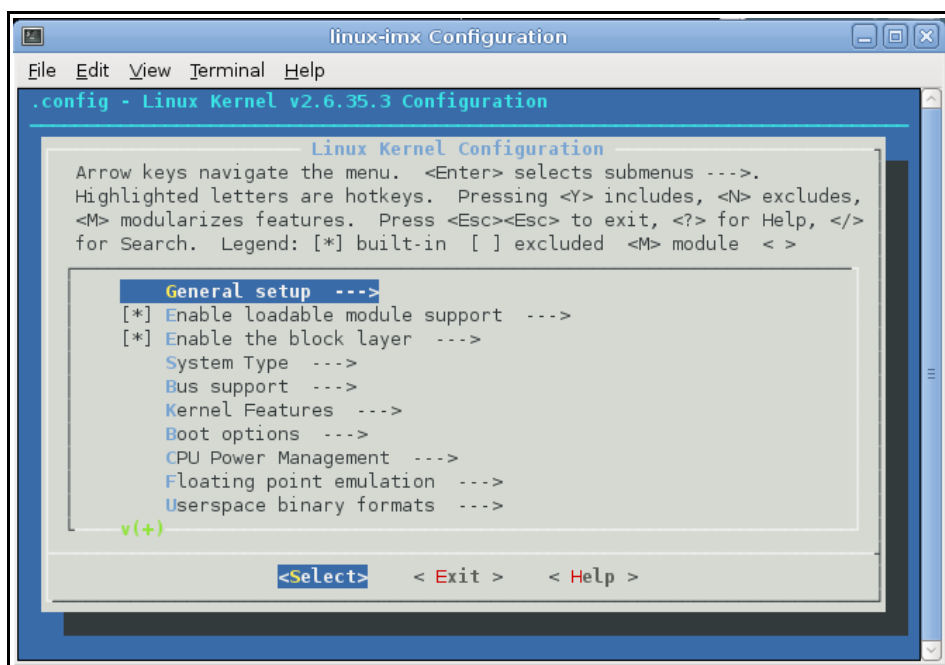 linux-imx Configuration
File Edit View Terminal Help
.config - Linux Kernel v2.6.35.3 Configuration
Linux Kernel Configuration
Arrow keys navigate the menu. <Enter> selects submenus --->.
Highlighted letters are hotkeys. Pressing <Y> includes, <N> excludes,
<M> modularizes features. Press <Esc><Esc> to exit, <?> for Help, </>
for Search. Legend: [*] built-in [ ] excluded <M> module < >
General setup --->
[*] Enable loadable module support --->
[*] Enable the block layer --->
System Type --->
Bus support --->
Kernel Features --->
Boot options --->
CPU Power Management --->
Floating point emulation --->
Userspace binary formats --->
v(+)
<Select> < Exit > < Help >